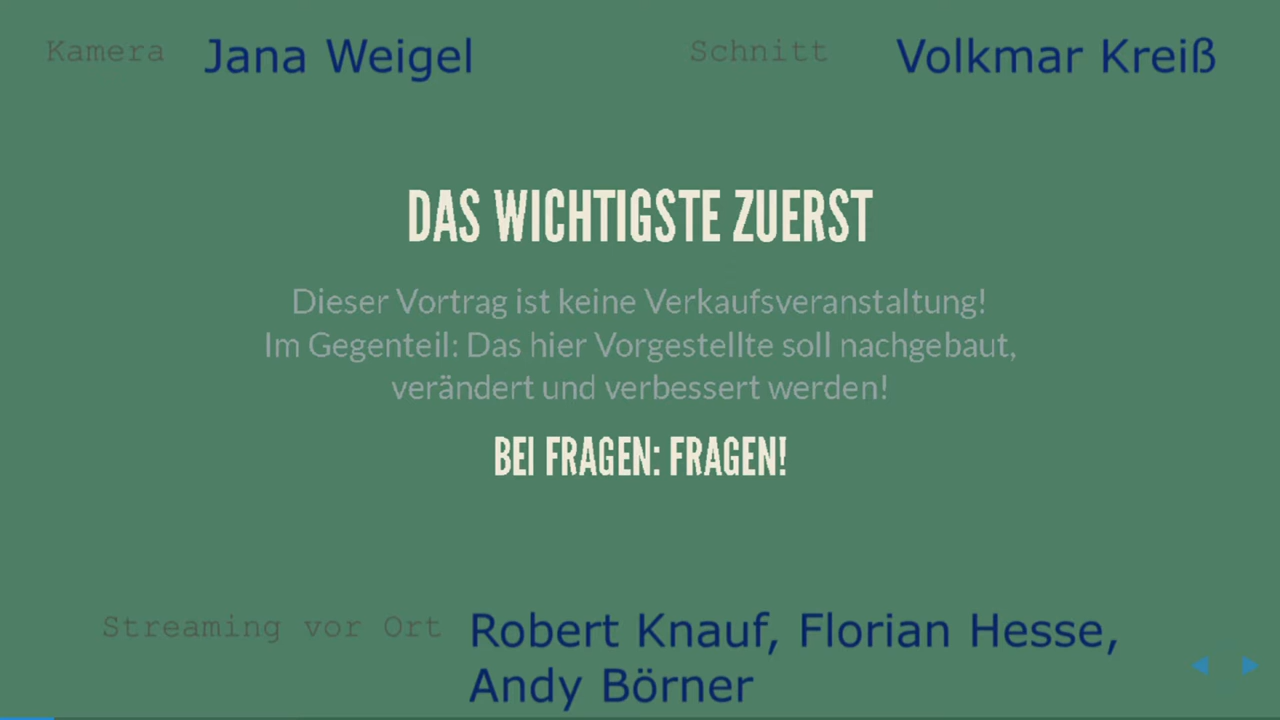 Kamera Jana Weigel Schnitt Volkmar Kreiß
DAS WICHTIGSTE ZUERST
Dieser Vortrag ist keine Verkaufsveranstaltung!
Im Gegenteil: Das hier Vorgestellte soll nachgebaut,
verändert und verbessert werden!
BEI FRAGEN: FRAGEN!
Streaming vor Ort Robert Knauf, Florian Hesse,
Andy Börner